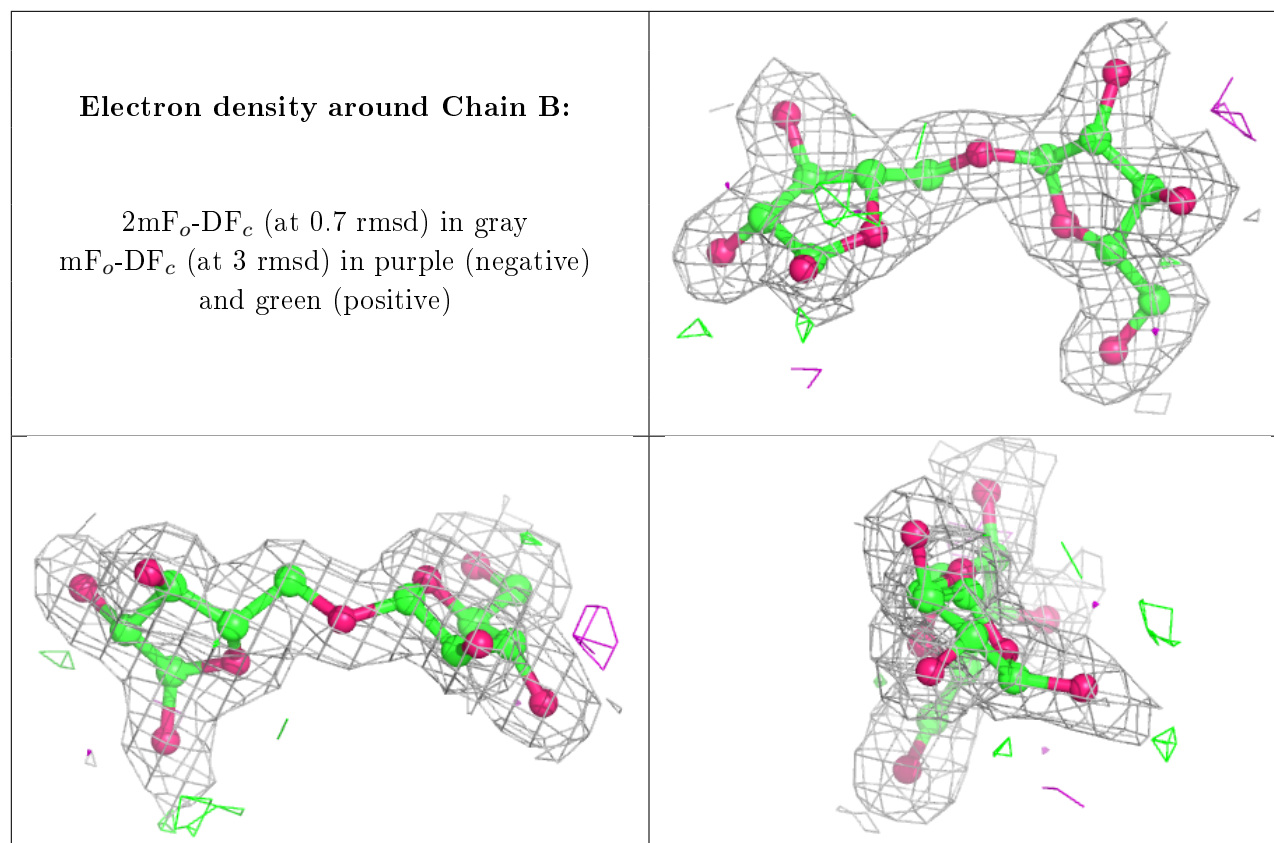 Electron density around Chain B:
2mFo-DFc (at 0.7 rmsd) in gray
mFo-DFc (at 3 rmsd) in purple (negative)
and green (positive)